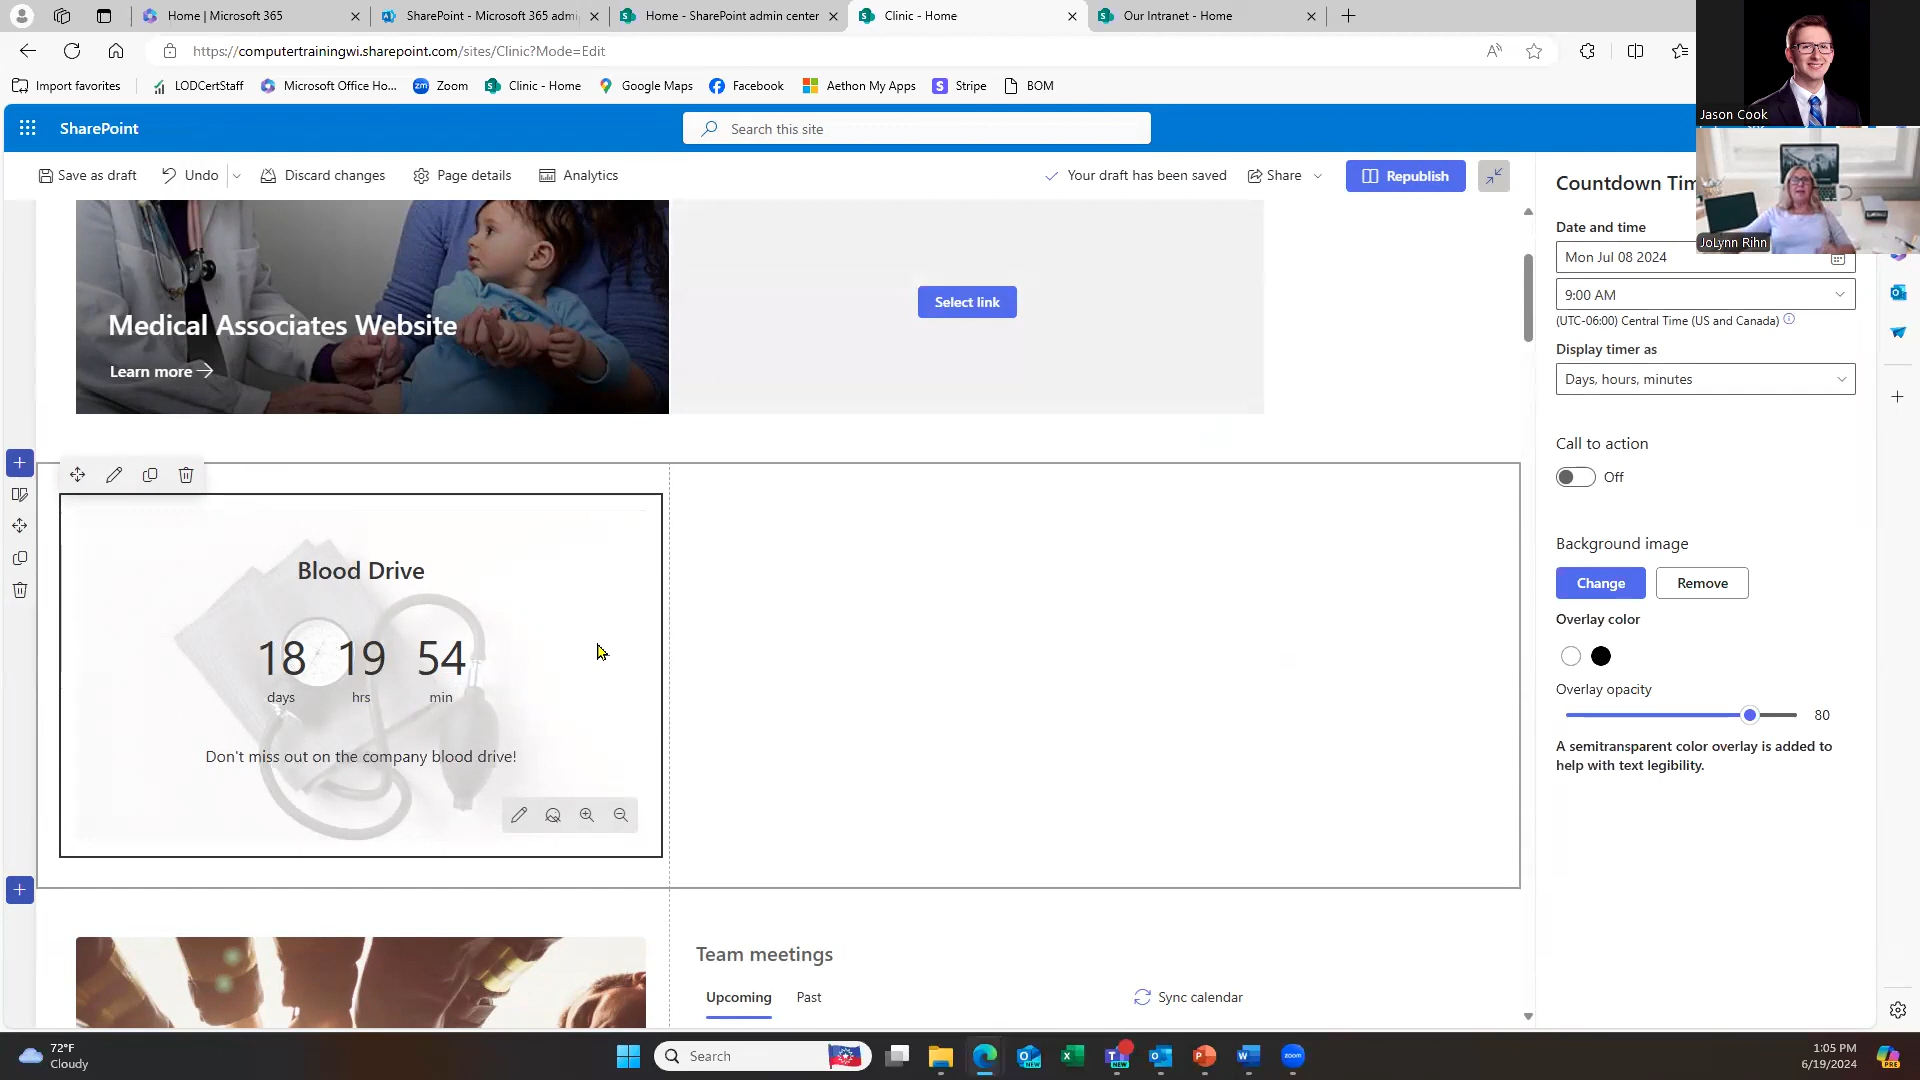 Home | Microsoft 365
SharePoint - Microsoft 365 admi
Home - SharePoint admin center
Clinic - Home
Our Intranet - Home
https://computertrainingwi.sharepoint.com/sites/Clinic?Mode=Edit
Import favorites
LODCertStaff
Microsoft Office Ho...
Zoom
Clinic - Home
Google Maps
Facebook
Aethon My Apps
Stripe
BOM
Jason Cook
SharePoint
Search this site
Save as draft
Undo
Discard changes
Page details
Analytics
Your draft has been saved
Share
Republish
Countdown Tim
JoLynn Rihn
Date and time
Mon Jul 08 2024
9:00 AM
(UTC-06:00) Central Time (US and Canada)
Display timer as
Days, hours, minutes
Call to action
Off
Background image
Change
Remove
Overlay color
Overlay opacity
80
A semitransparent color overlay is added to
help with text legibility.
Medical Associates Website
Learn more
Select link
Blood Drive
18 19 54
days hrs min
Don't miss out on the company blood drive!
Team meetings
Upcoming
Past
Sync calendar
72°F
Cloudy
Search
1:05 PM
6/19/2024